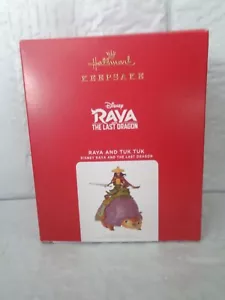 Hallmark
KEEPSAKE
Disney
RAYA
AND
THE LAST DRAGON
RAYA AND TUK TUK
DISNEY RAYA AND THE LAST DRAGON